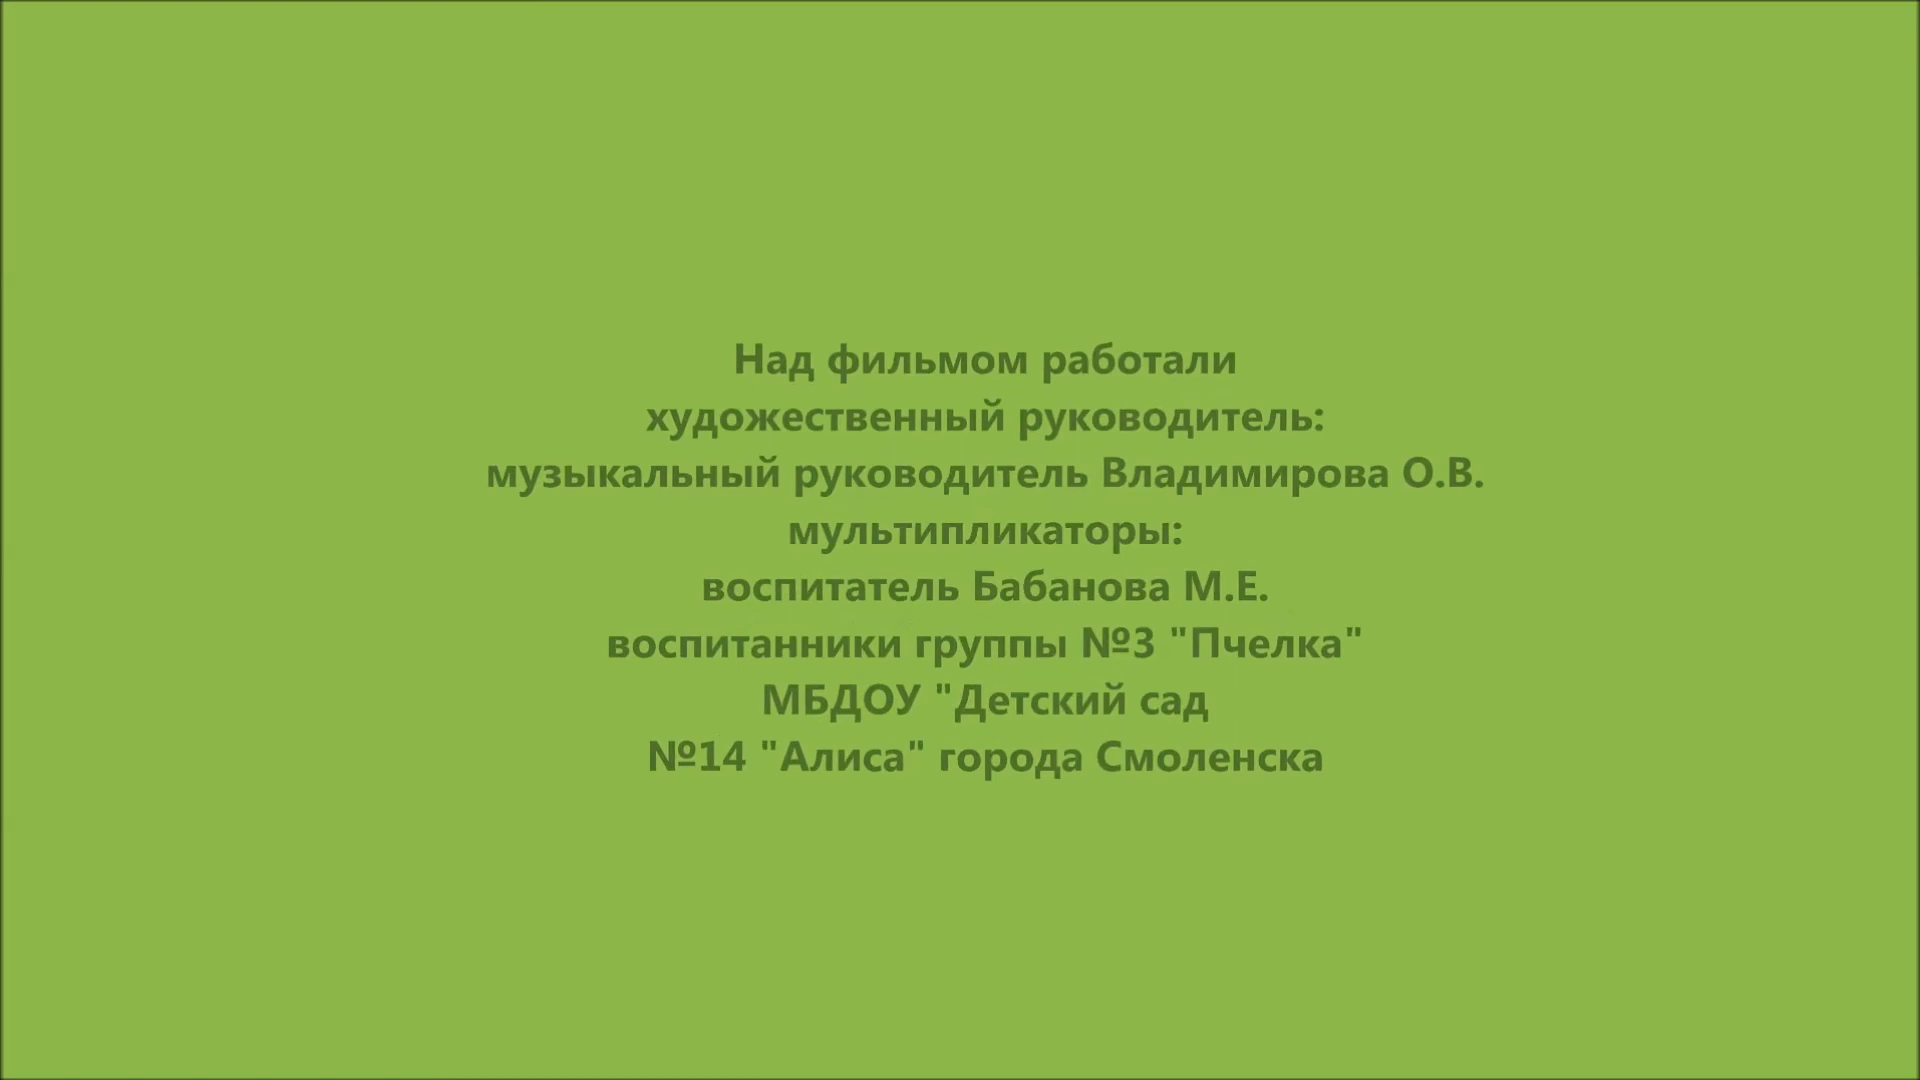 Над фильмом работали
художественный руководитель:
музыкальный руководитель Владимирова О.В.
мультипликаторы:
воспитатель Бабанова М.Е.
воспитанники группы №3 "Пчелка"
МБДОУ "Детский сад
№14 "Алиса" города Смоленска